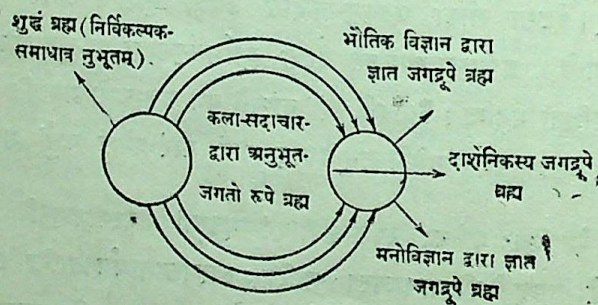 शुद्धं ब्रह्म (निर्विकल्पक-
समाधात्र नुभूतम्).
कला-सदाचार-
द्वारा अनुभूत-
जगतो रूपे ब्रह्म
भौतिक विज्ञान द्वारा
ज्ञात जगद्रूपे ब्रह्म
दार्शनिकस्य जगद्रूपे
ब्रह्म
मनोविज्ञान द्वारा ज्ञात
जगद्रूपे ब्रह्म